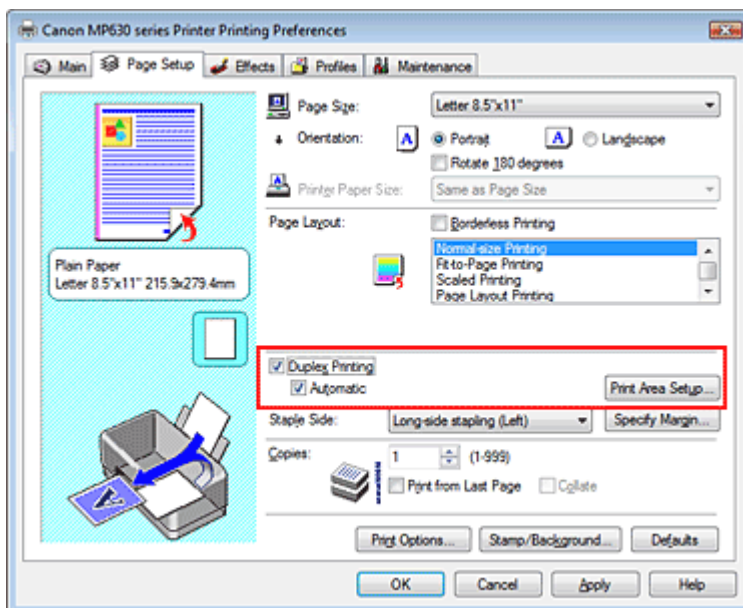 Canon MP630 series Printer Printing Preferences
Main Page Setup Effects Profiles Maintenance
Page Size: Letter 8.5"x11"
Orientation: A Portrait A Landscape
Rotate 180 degrees
Printer Paper Size: Same as Page Size
Page Layout: Borderless Printing
Normal-size Printing
Fit-to-Page Printing
Scaled Printing
Page Layout Printing
Plain Paper
Letter 8.5"x11" 215.9x279.4mm
Duplex Printing
Automatic Print Area Setup...
Staple Side: Long-side stapling (Left) Specify Margin...
Copies: 1 (1-999)
Print from Last Page Collate
A
Print Options... Stamp/Background... Defaults
OK Cancel Apply Help